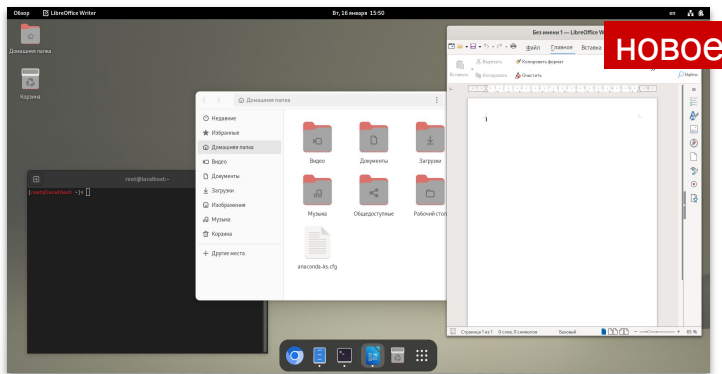 Обзор LibreOffice Writer Вт, 16 января 15:50 en
Домашняя папка
Корзина
root@localhost:~
[root@localhost ~]#
Домашняя папка
Недавние
Избранные
Домашняя папка
Видео
Документы
Загрузки
Изображения
Музыка
Корзина
+ Другие места
Видео Документы Загрузки
Музыка Общедоступные Рабочий стол
anaconda-ks.cfg
Без имени 1 — LibreOffice W
новое
Файл Главное Вставка
Вставить
Вырезать
Копировать
Копировать формат
Очистить
Найти
Страница 1 из 1 0 слов, 0 символов Базовый 85 %